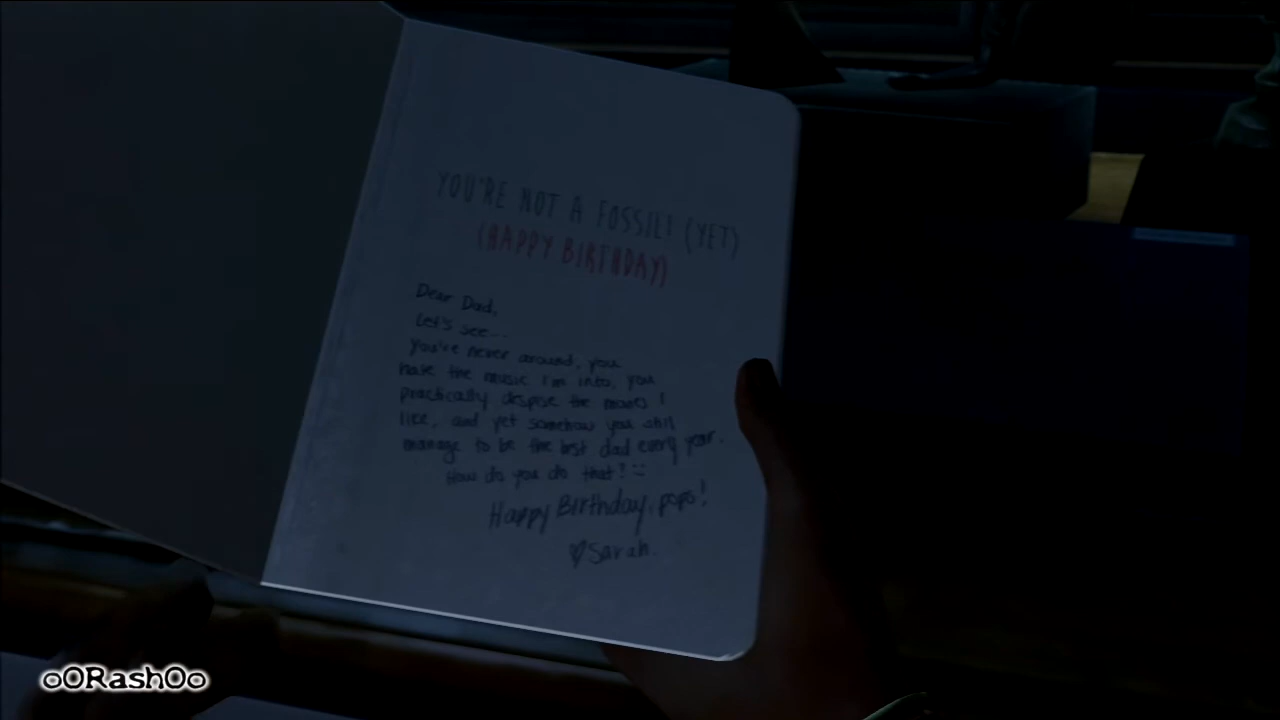 YOU'RE NOT A FOSSIL! (YET)
(HAPPY BIRTHDAY)
Dear Dad,
Let's see...
You're never around, you
hate the music I'm into, you
practically despise the movies I
like, and yet somehow you still
manage to be the best dad every year.
How do you do that? :)
Happy Birthday, pops!
♡ Sarah.
oORashOo